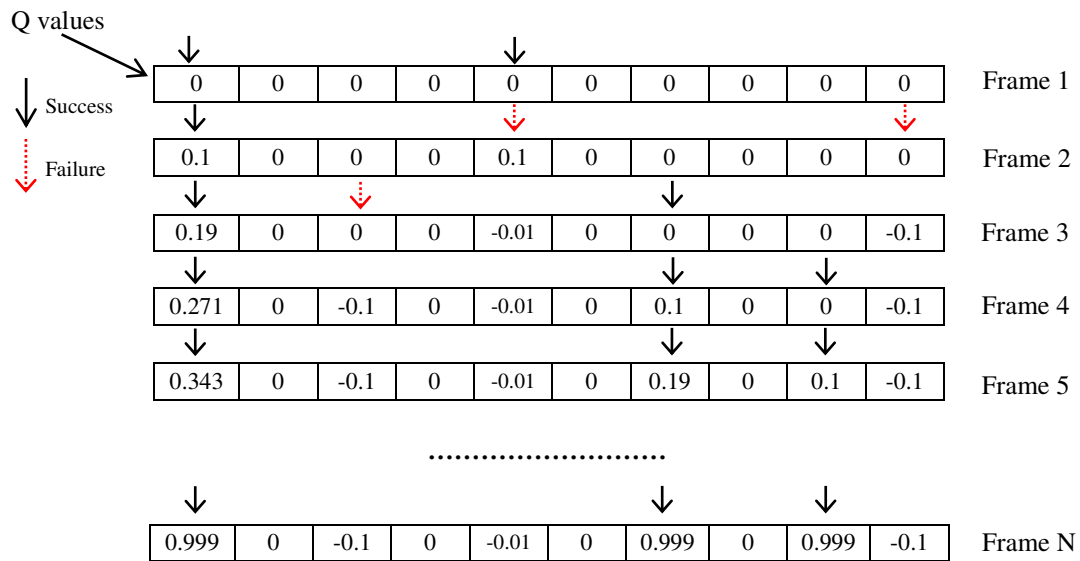 Q values
Success
Failure
0 0 0 0 0 0 0 0 0 0 Frame 1
0.1 0 0 0 0.1 0 0 0 0 0 Frame 2
0.19 0 0 0 -0.01 0 0 0 0 -0.1 Frame 3
0.271 0 -0.1 0 -0.01 0 0.1 0 0 -0.1 Frame 4
0.343 0 -0.1 0 -0.01 0 0.19 0 0.1 -0.1 Frame 5
...........................
0.999 0 -0.1 0 -0.01 0 0.999 0 0.999 -0.1 Frame N